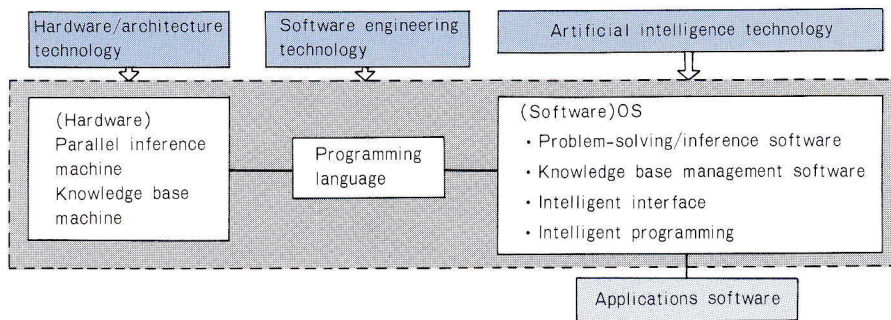 Hardware/architecture
technology
Software engineering
technology
Artificial intelligence technology
(Hardware)
Parallel inference
machine
Knowledge base
machine
Programming
language
(Software)OS
・Problem-solving/inference software
・Knowledge base management software
・Intelligent interface
・Intelligent programming
Applications software